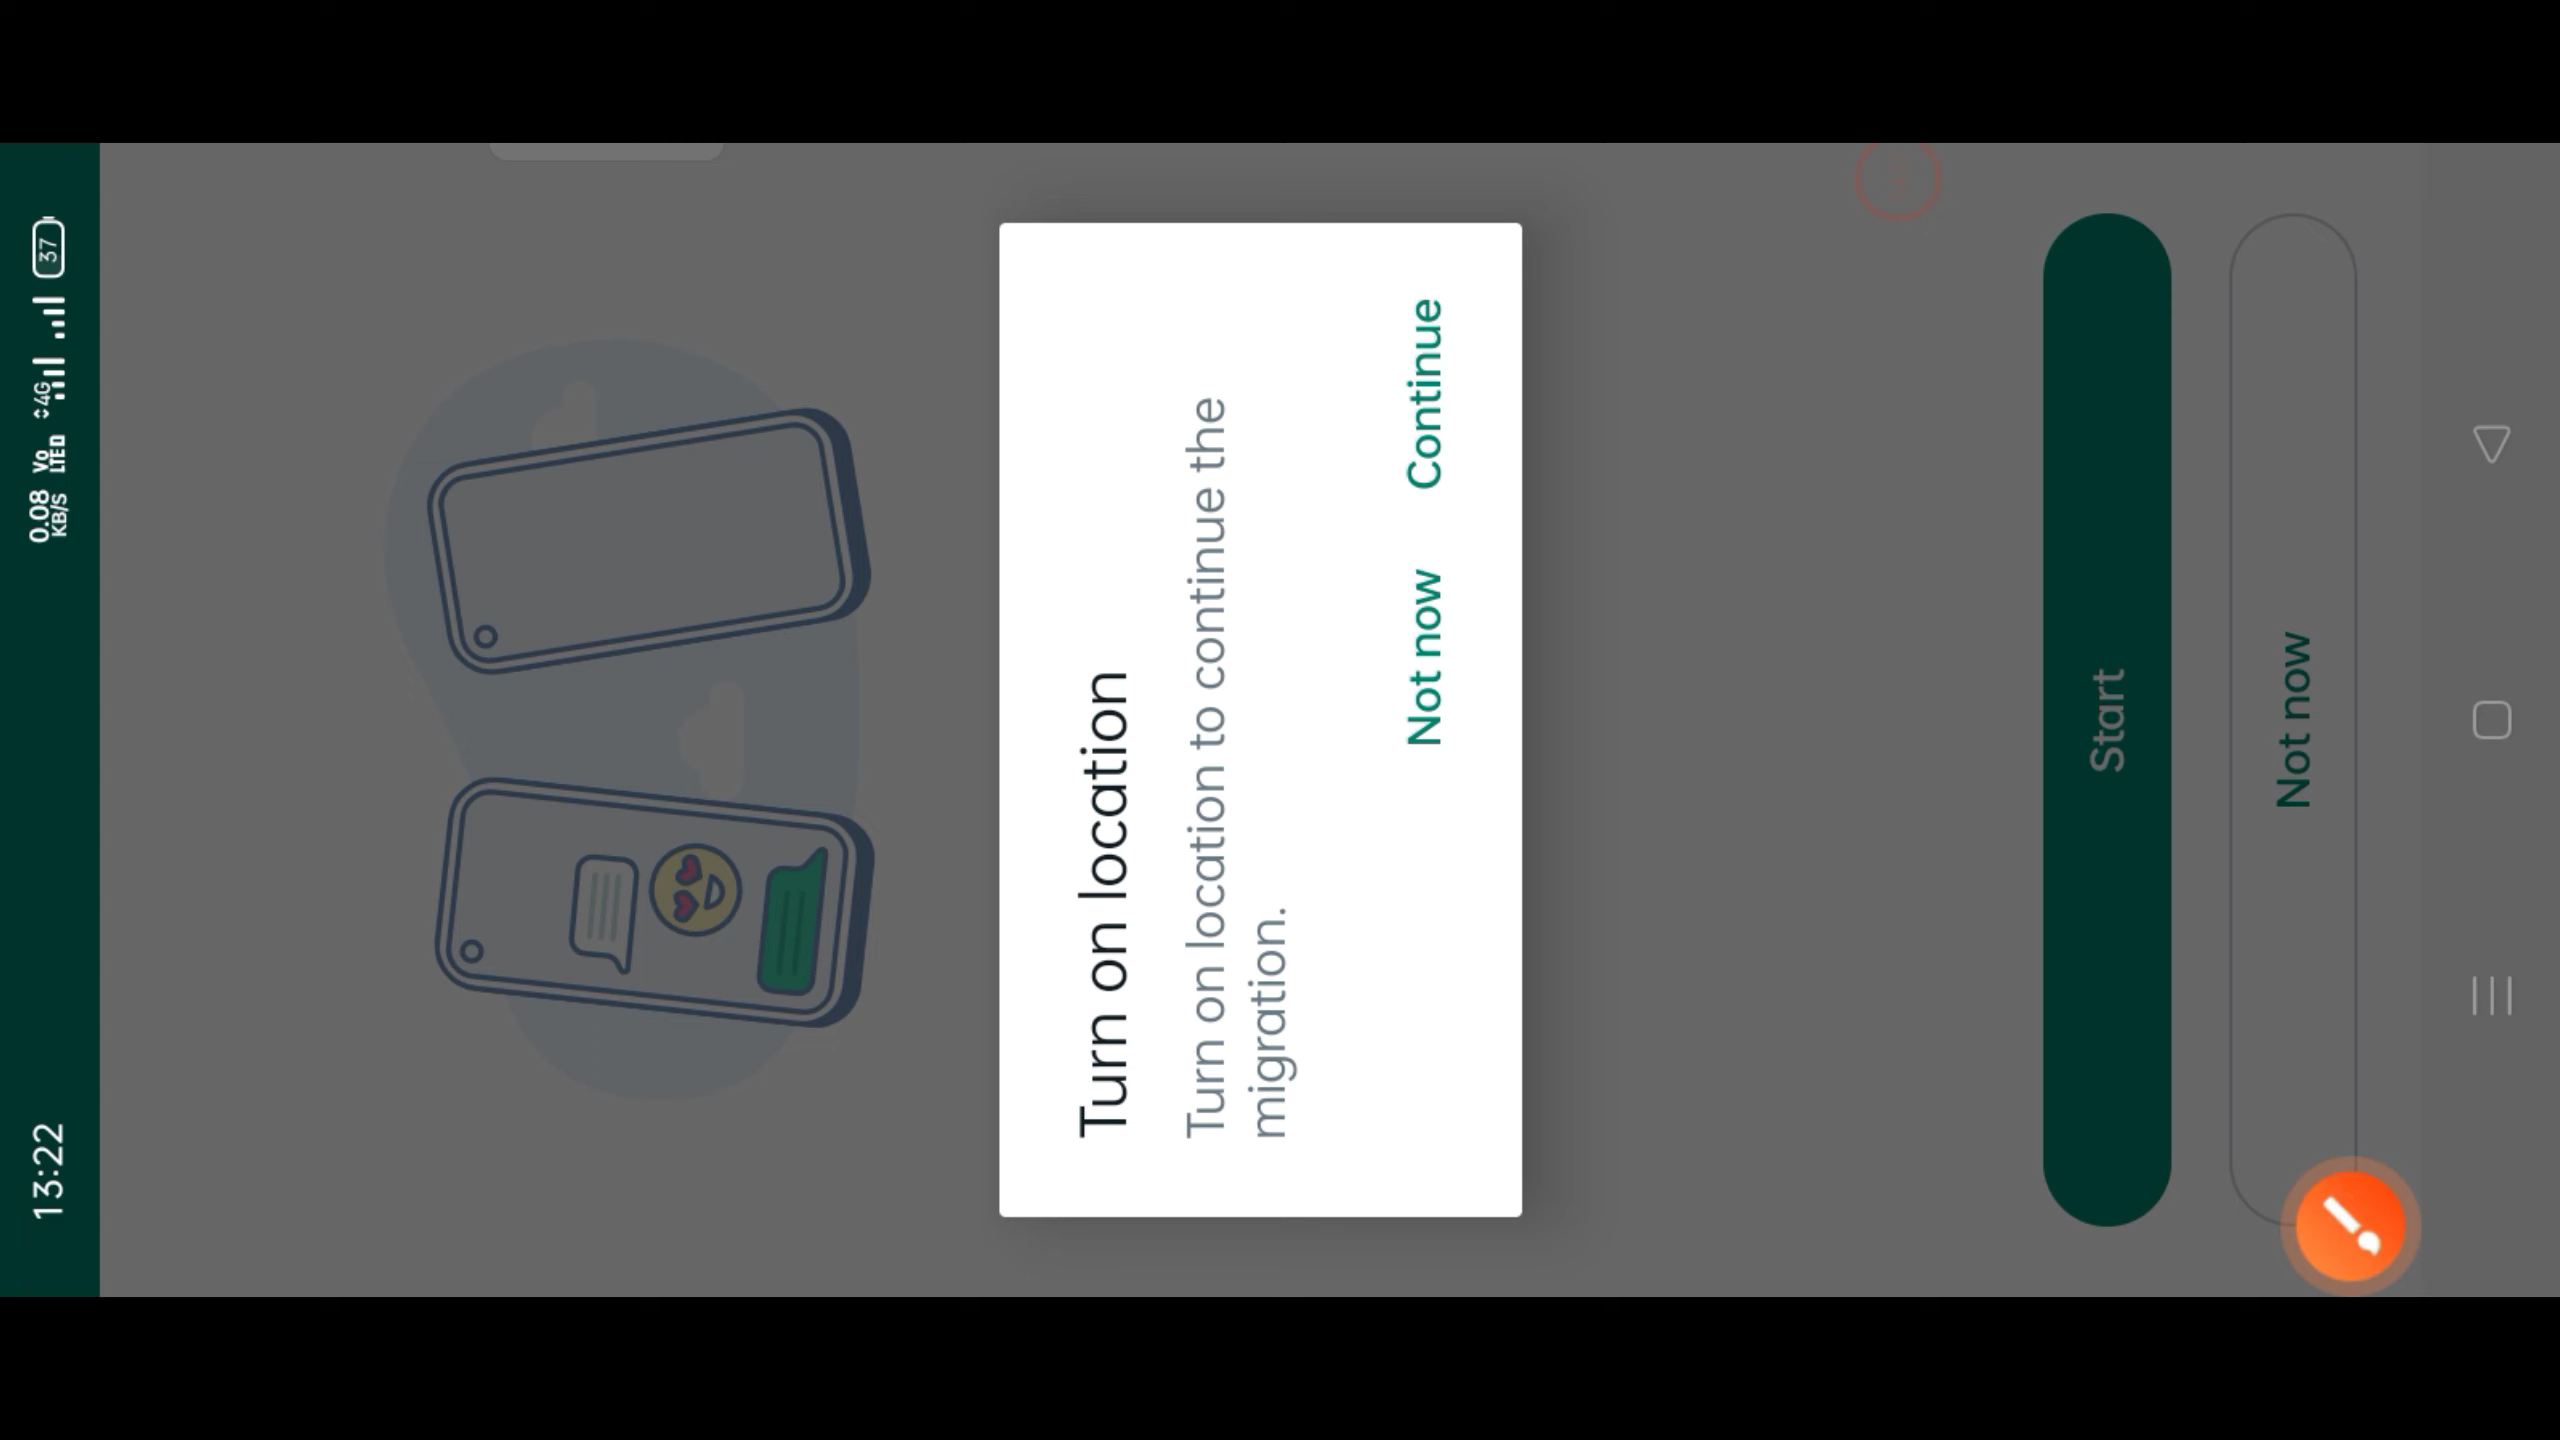 13:22
0.08 KB/S Vo LTE 4G 37
Turn on location
Turn on location to continue the
migration.
Not now Continue
Start
Not now